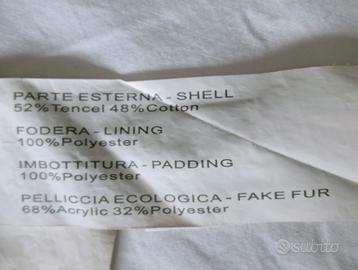 PARTE ESTERNA - SHELL
52%Tencel 48%Cotton
FODERA - LINING
100%Polyester
IMBOTTITURA - PADDING
100%Polyester
PELLICCIA ECOLOGICA - FAKE FUR
68%Acrylic 32%Polyester
subito